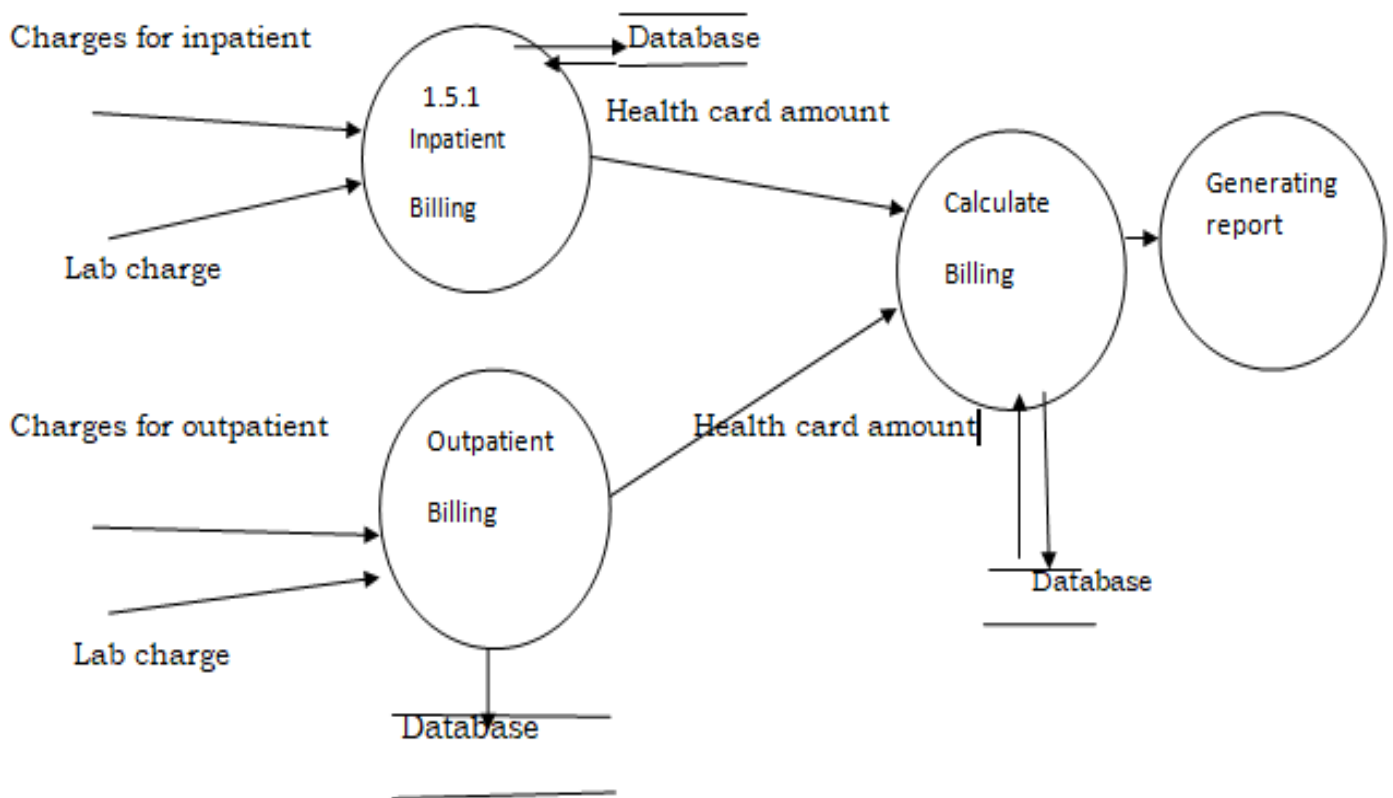 Charges for inpatient
Database
1.5.1
Inpatient
Billing
Health card amount
Lab charge
Calculate
Billing
Generating
report
Charges for outpatient
Outpatient
Billing
Health card amount
Lab charge
Database
Database